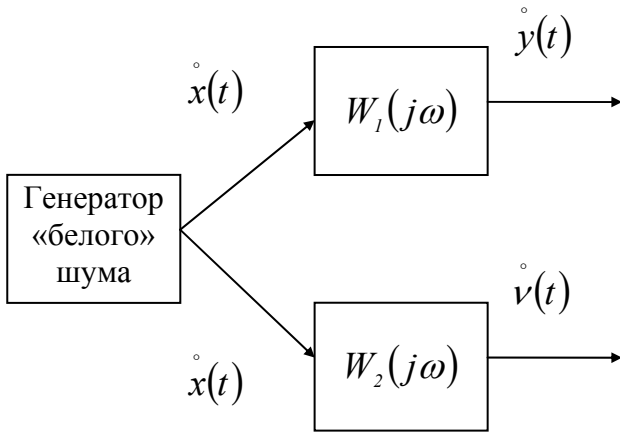 ẙ(t)
x̊(t)
W₁(jω)
Генератор
«белого»
шума
ν̊(t)
x̊(t)
W₂(jω)